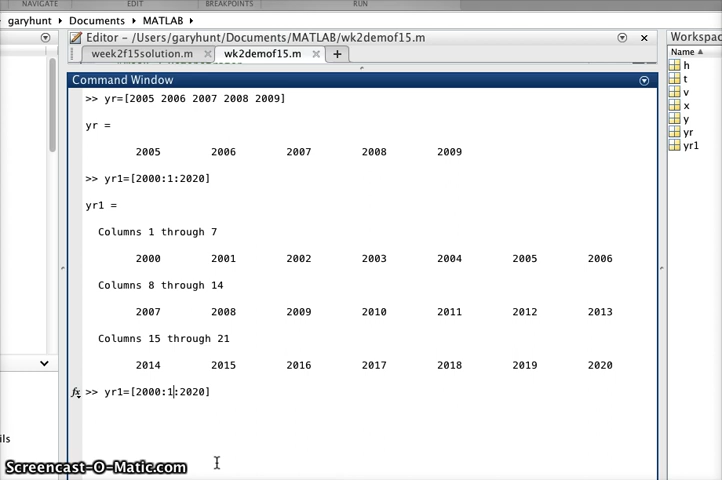 NAVIGATE EDIT BREAKPOINTS RUN
garyhunt ▸ Documents ▸ MATLAB ▸
Editor – /Users/garyhunt/Documents/MATLAB/wk2demof15.m
week2f15solution.m wk2demof15.m
Command Window
>> yr=[2005 2006 2007 2008 2009]
yr =
2005 2006 2007 2008 2009
>> yr1=[2000:1:2020]
yr1 =
Columns 1 through 7
2000 2001 2002 2003 2004 2005 2006
Columns 8 through 14
2007 2008 2009 2010 2011 2012 2013
Columns 15 through 21
2014 2015 2016 2017 2018 2019 2020
fx >> yr1=[2000:1:2020]
Workspac
Name ▲
h
t
v
x
y
yr
yr1
ils
Screencast-O-Matic.com